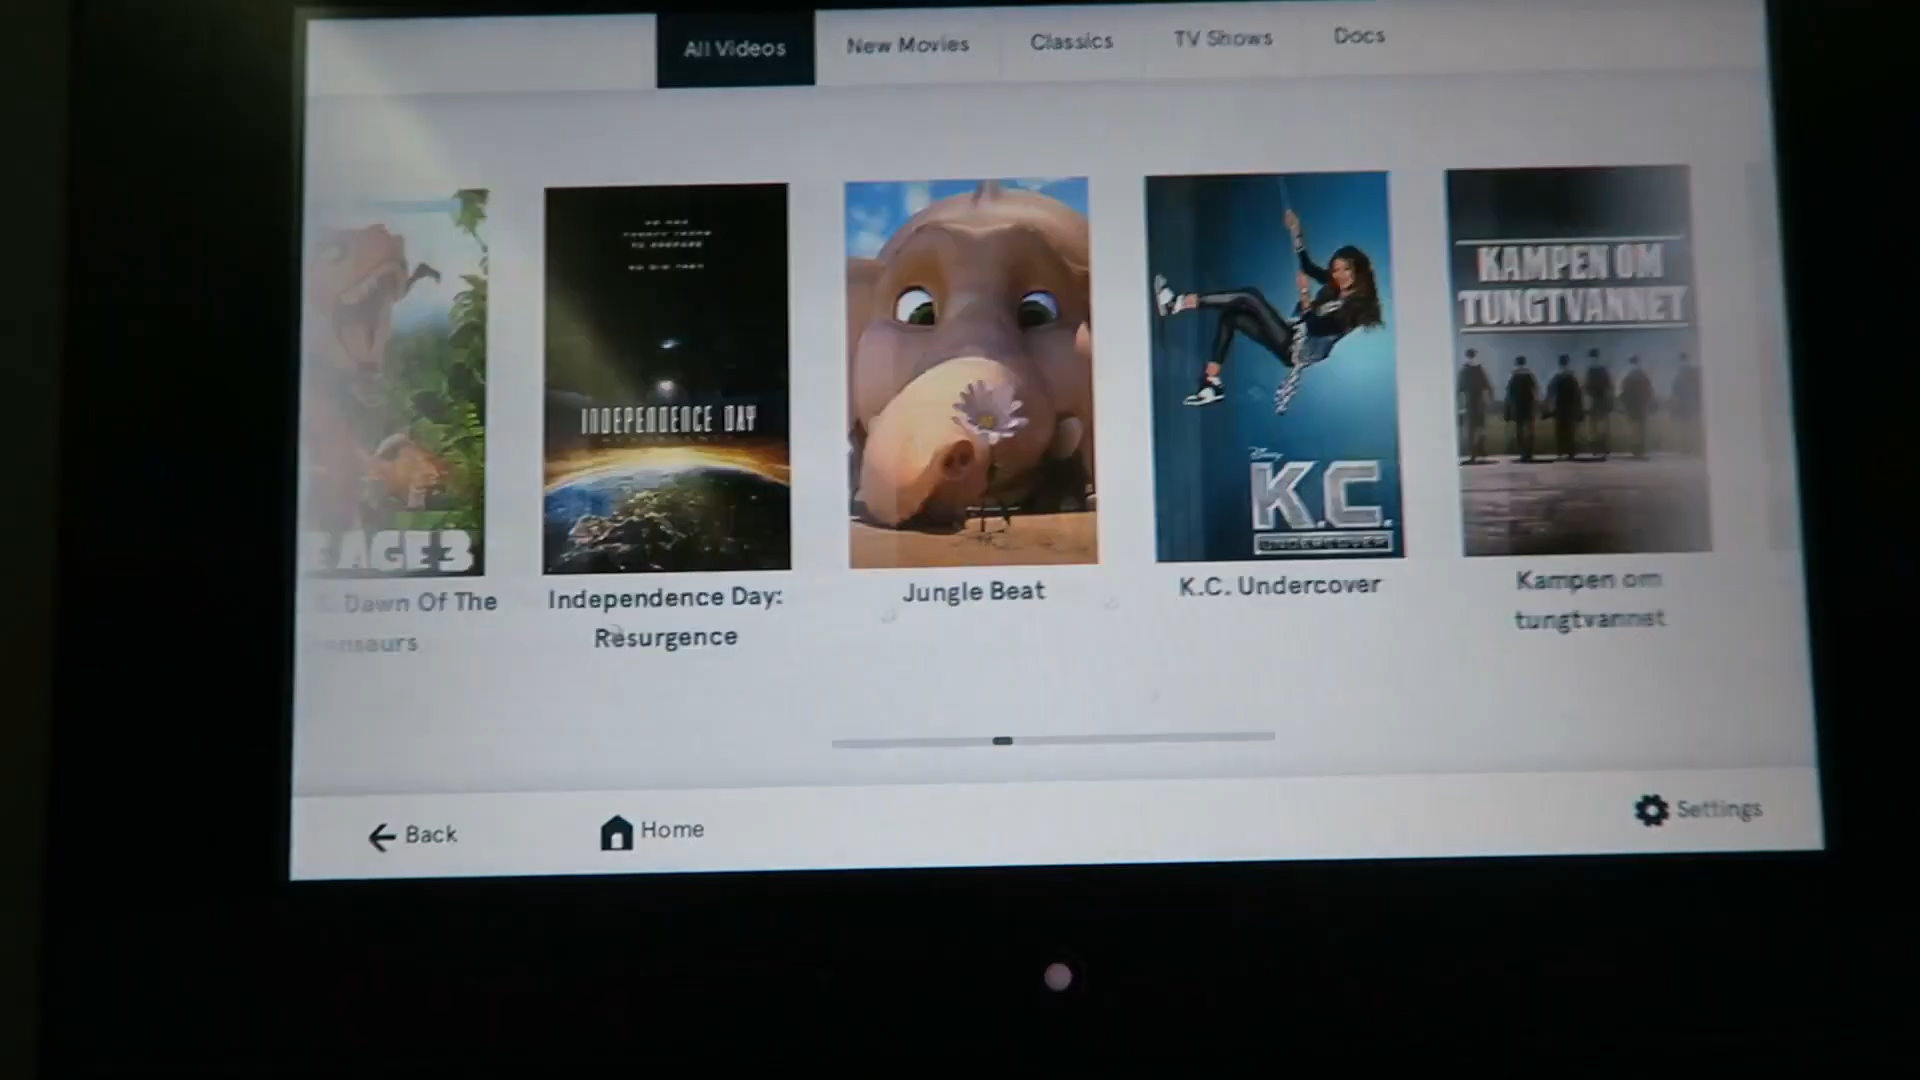 All Videos
New Movies
Classics
TV Shows
Docs
E AGE 3
Dawn Of The
INDEPENDENCE DAY
Independence Day:
Resurgence
Jungle Beat
Disney
K.C.
UNDERCOVER
K.C. Undercover
KAMPEN OM
TUNGTVANNET
Kampen om
tungtvannet
Back
Home
Settings